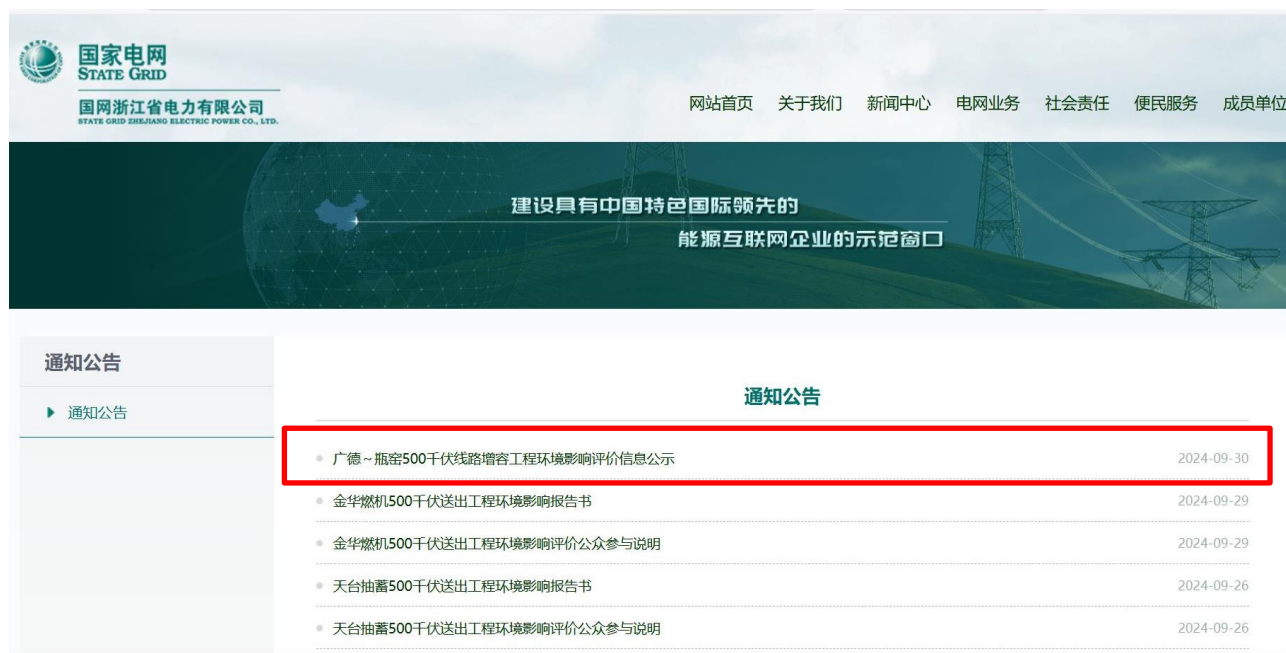 国家电网
STATE GRID
国网浙江省电力有限公司
STATE GRID ZHEJIANG ELECTRIC POWER CO., LTD.
网站首页 关于我们 新闻中心 电网业务 社会责任 便民服务 成员单位
建设具有中国特色国际领先的
能源互联网企业的示范窗口
通知公告
通知公告
通知公告
广德~瓶窑500千伏线路增容工程环境影响评价信息公示 2024-09-30
金华燃机500千伏送出工程环境影响报告书 2024-09-29
金华燃机500千伏送出工程环境影响评价公众参与说明 2024-09-29
天台抽蓄500千伏送出工程环境影响报告书 2024-09-26
天台抽蓄500千伏送出工程环境影响评价公众参与说明 2024-09-26